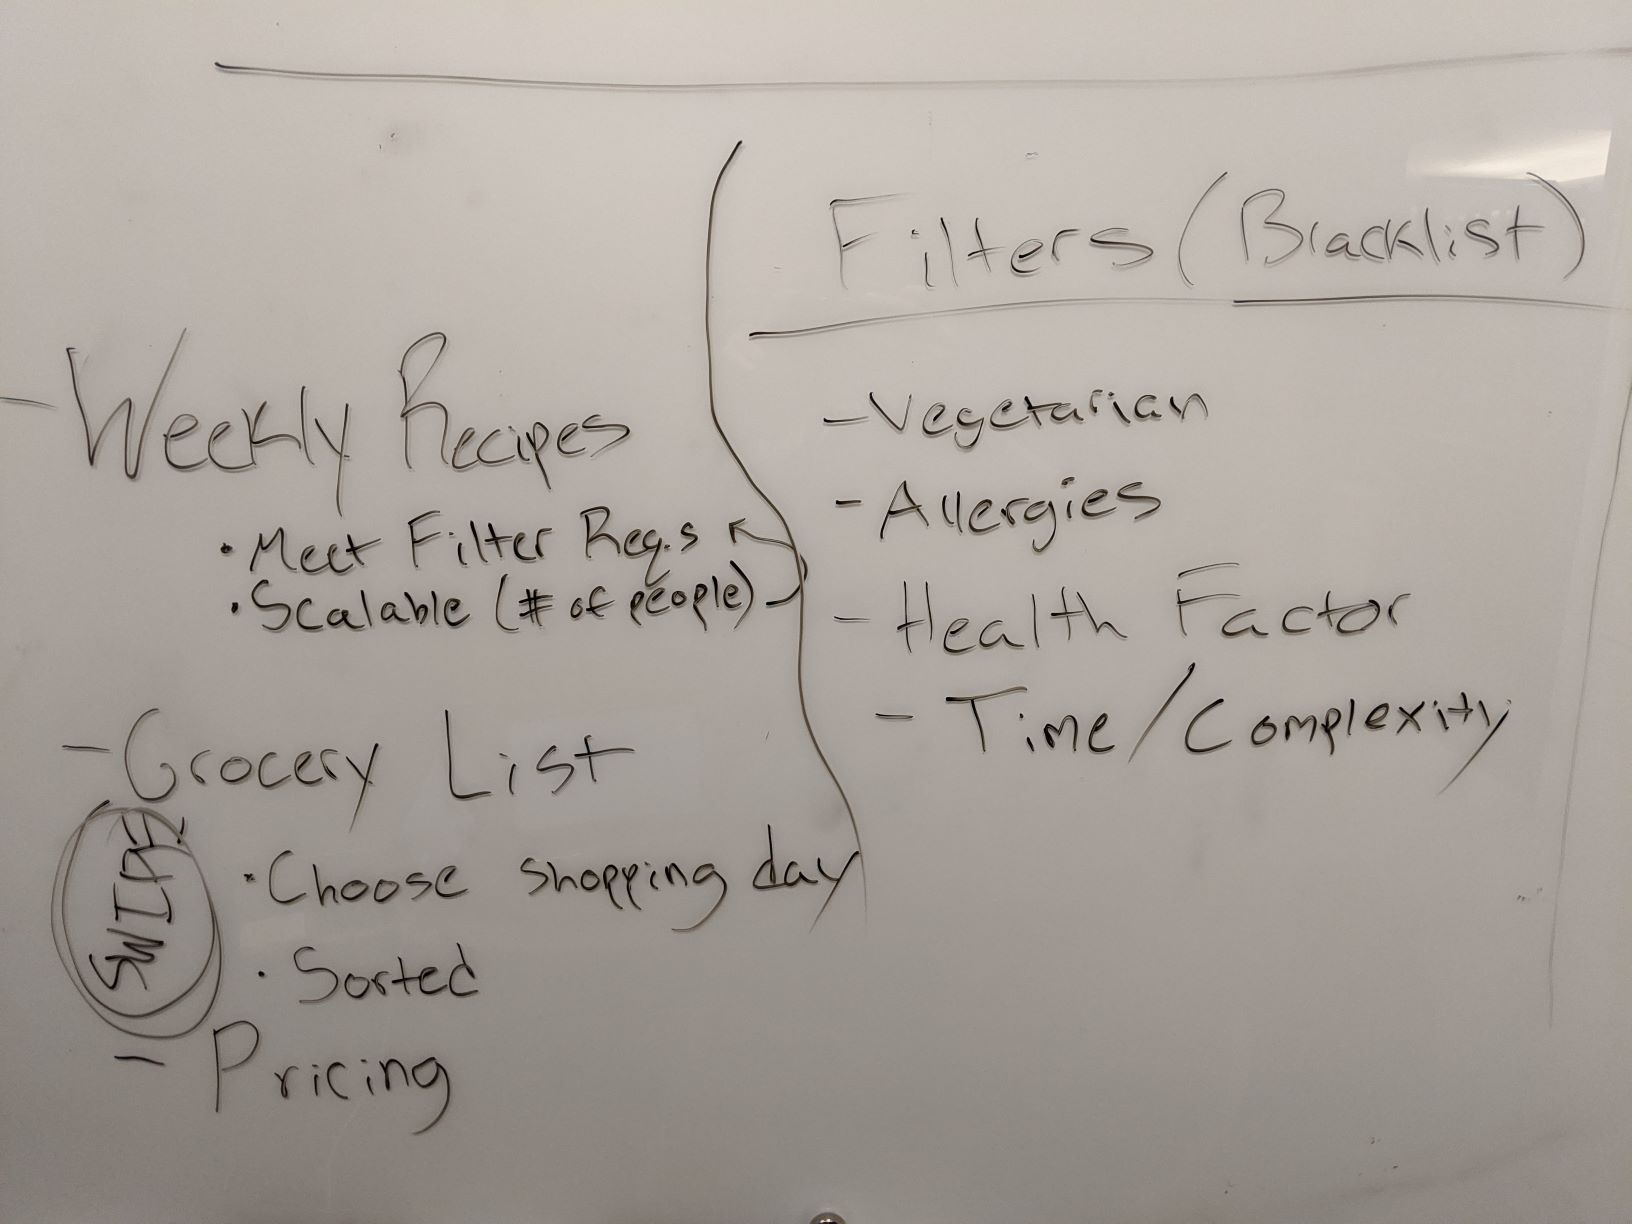 - Weekly Recipes
• Meet Filter Req.s
• Scalable (# of people)
- Grocery List
SWIPE
• Choose shopping day
• Sorted
- Pricing
Filters (Blacklist)
- Vegetarian
- Allergies
- Health Factor
- Time/Complexity